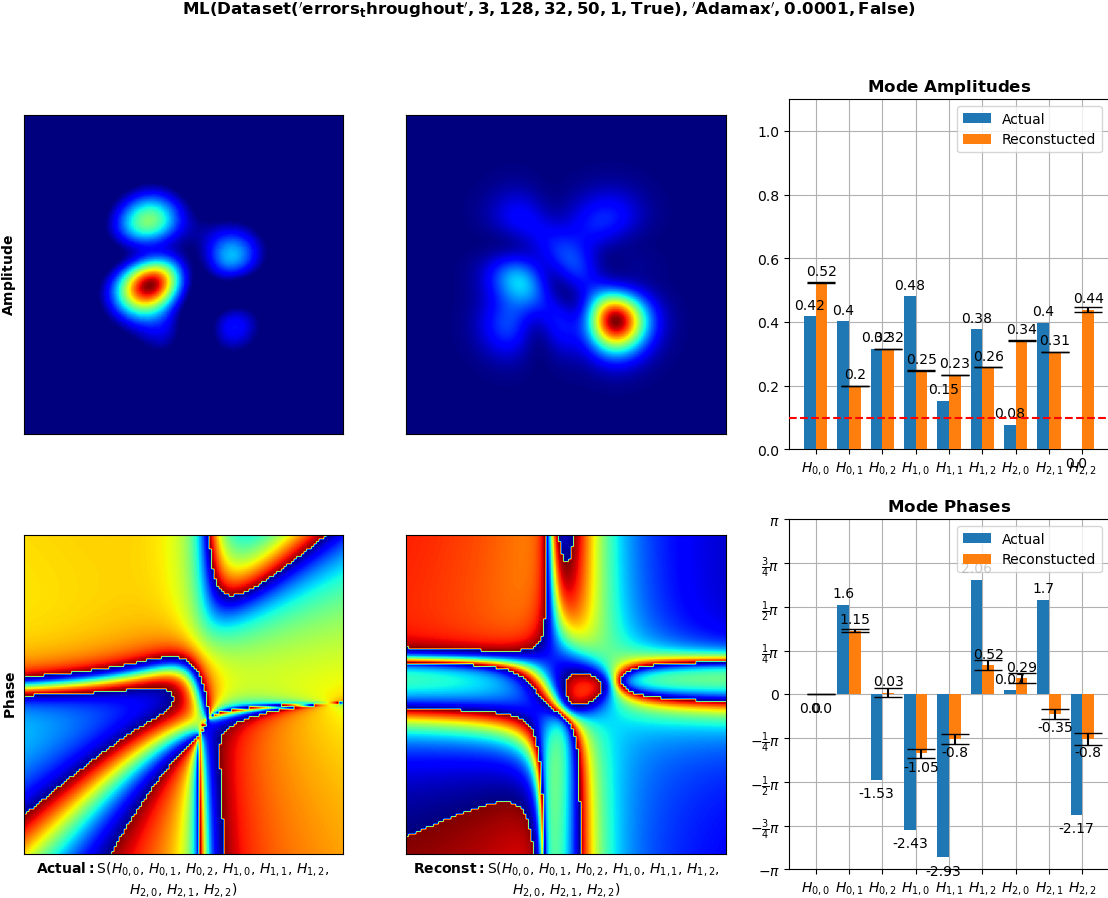 ML(Dataset('errors_throughout', 3, 128, 32, 50, 1, True), 'Adamax', 0.0001, False)
Amplitude
Mode Amplitudes
Actual
Reconstucted
1.0
0.8
0.6
0.4
0.2
0.0
0.42 0.52 0.4 0.2 0.32 0.32 0.48 0.25 0.15 0.23 0.38 0.26 0.08 0.34 0.4 0.31 0.0 0.44
H0,0 H0,1 H0,2 H1,0 H1,1 H1,2 H2,0 H2,1 H2,2
Phase
Mode Phases
Actual
Reconstucted
π
3/4π
1/2π
1/4π
0
−1/4π
−1/2π
−3/4π
−π
0.0 0.0 1.6 1.15 -1.53 0.03 -2.43 -1.05 -2.93 -0.8 2.06 0.52 0.29 1.7 -0.35 -2.17 -0.8
H0,0 H0,1 H0,2 H1,0 H1,1 H1,2 H2,0 H2,1 H2,2
Actual: S(H0,0, H0,1, H0,2, H1,0, H1,1, H1,2,
H2,0, H2,1, H2,2)
Reconst: S(H0,0, H0,1, H0,2, H1,0, H1,1, H1,2,
H2,0, H2,1, H2,2)